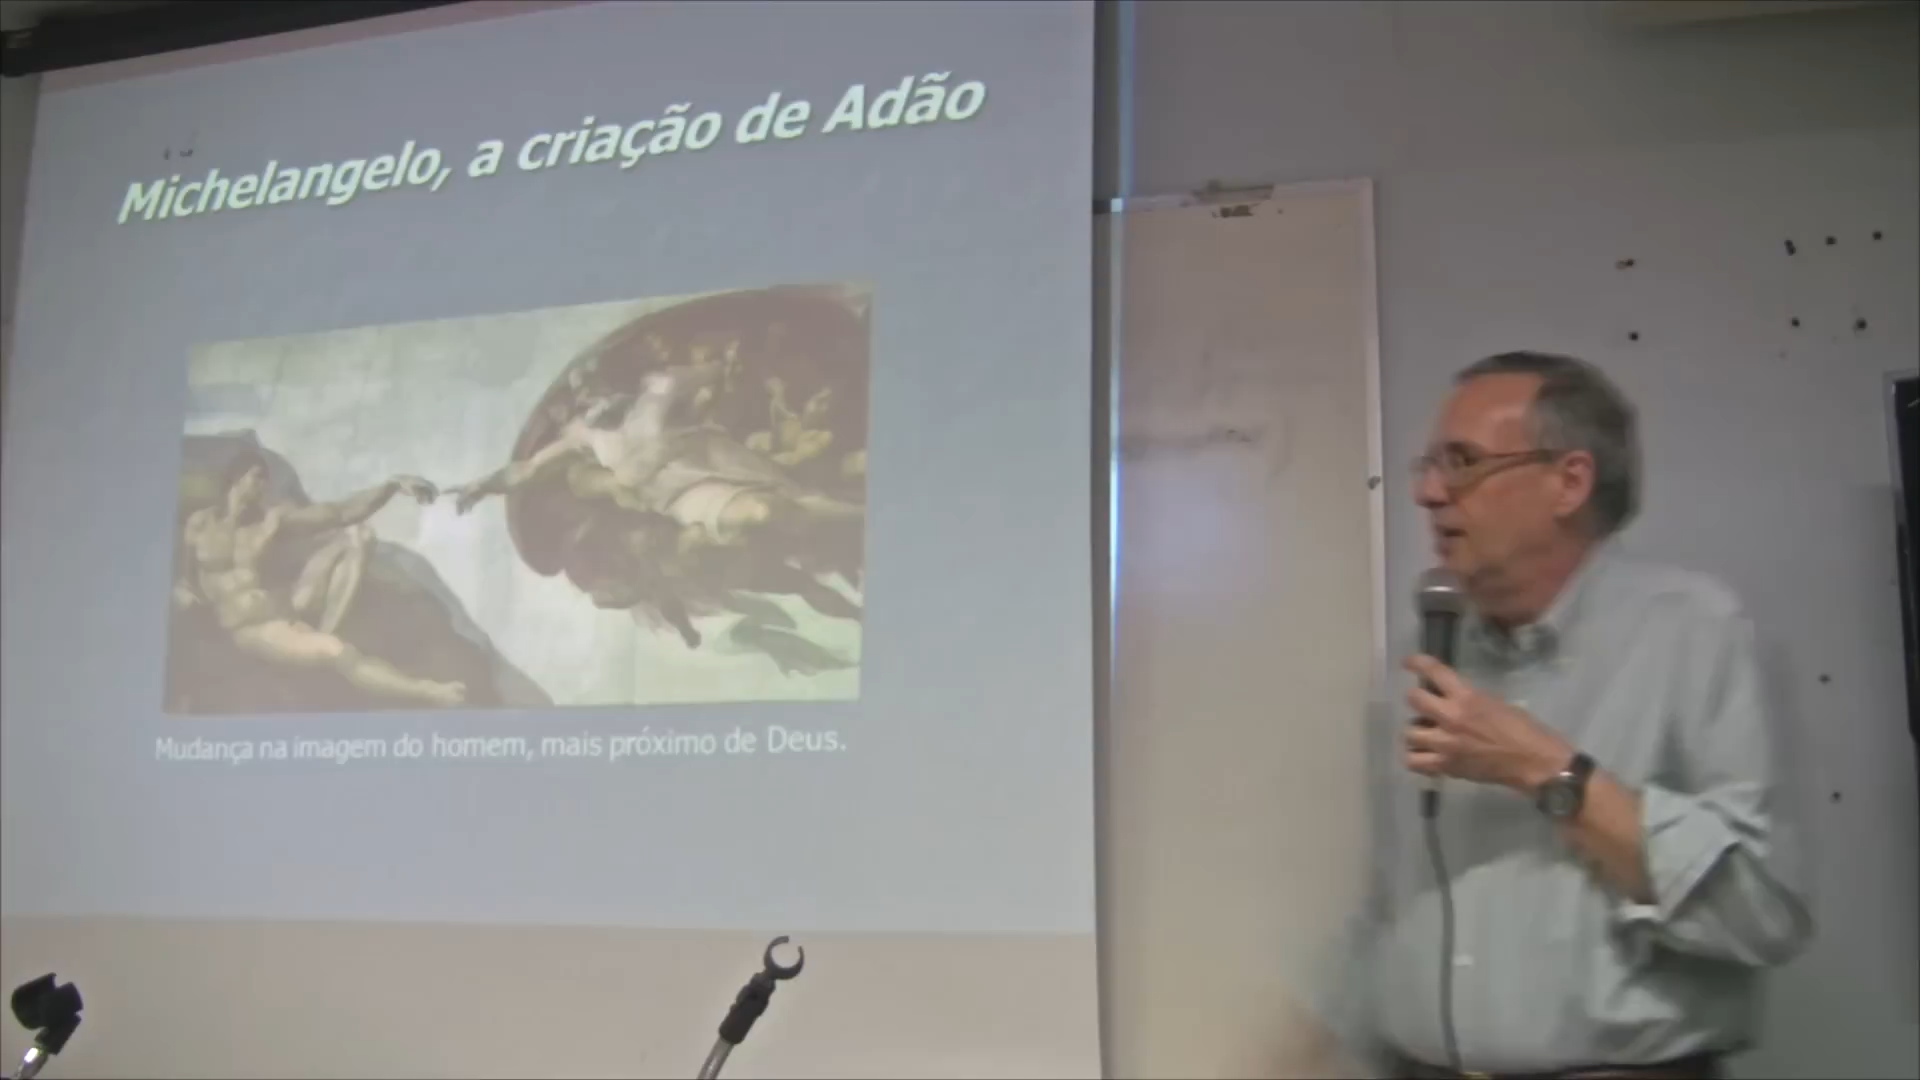 Michelangelo, a criação de Adão
Mudança na imagem do homem, mais próximo de Deus.